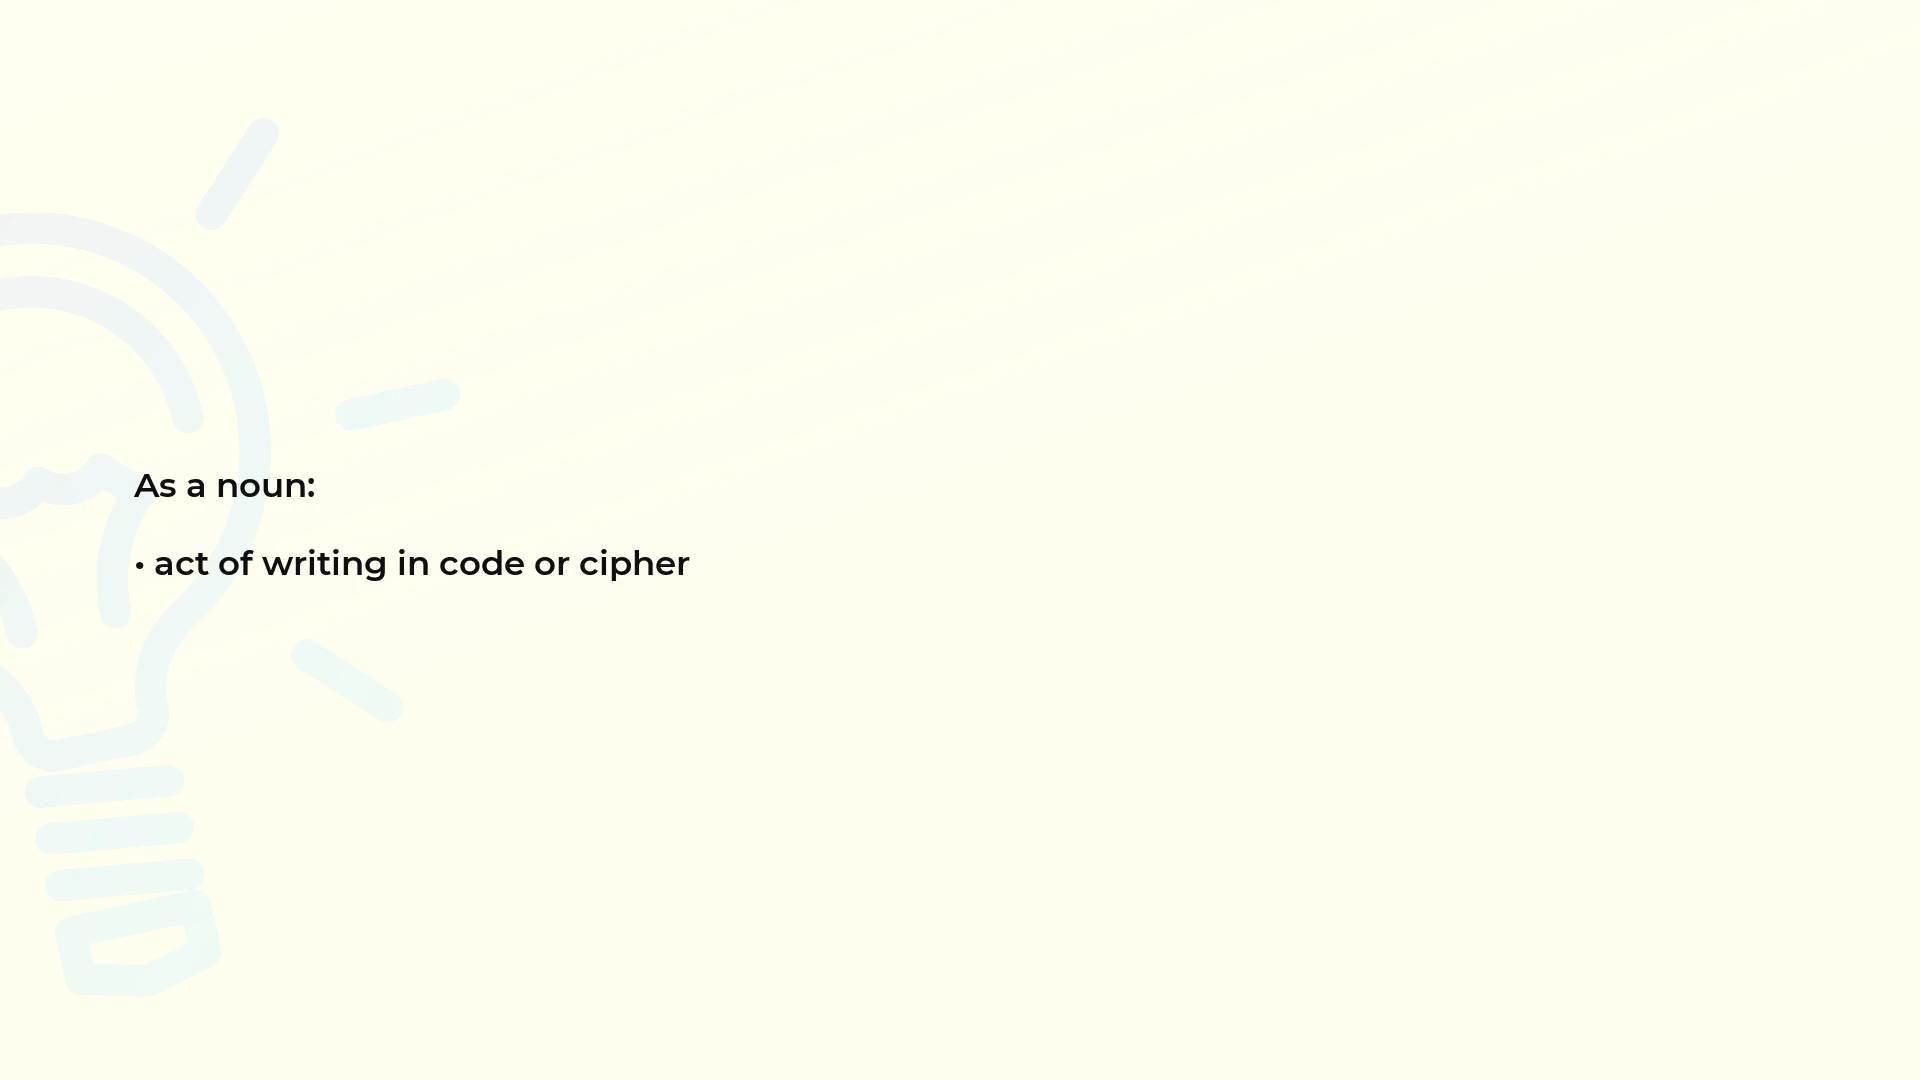 As a noun:
• act of writing in code or cipher